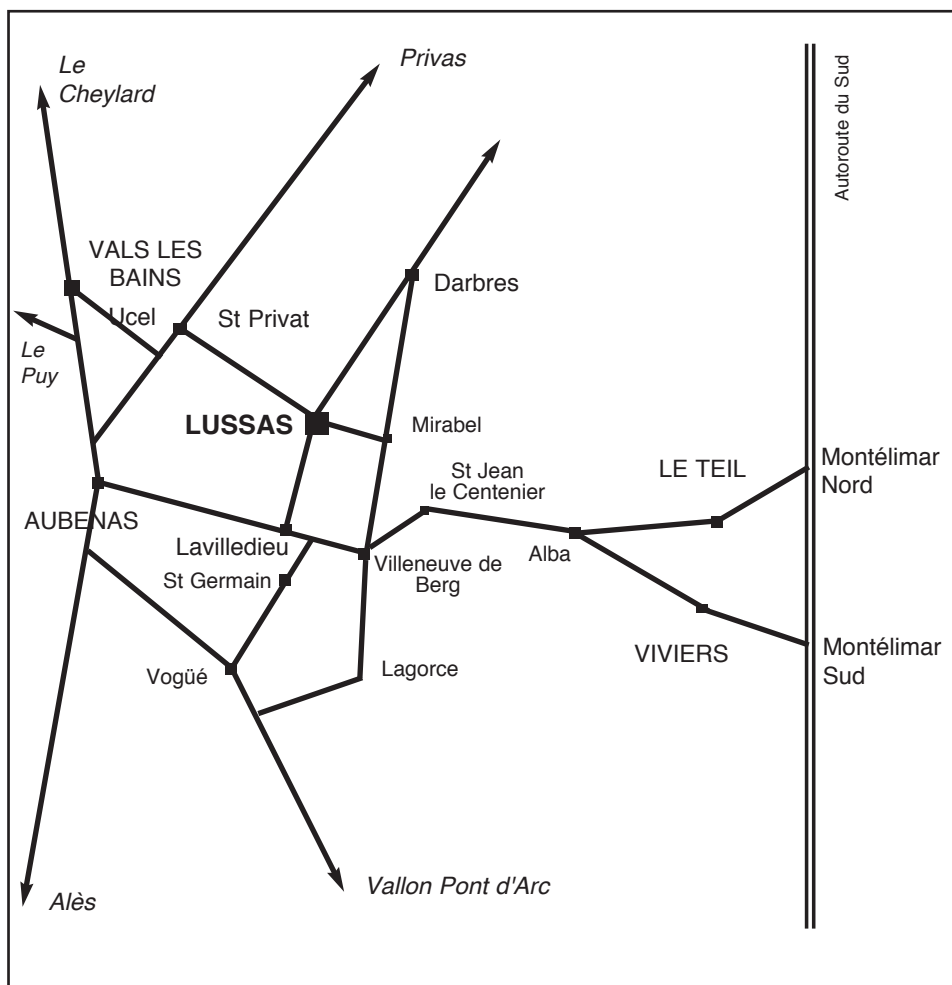 Le
Cheylard
Privas
Autoroute du Sud
VALS LES
BAINS
Ucel
St Privat
Darbres
Le
Puy
LUSSAS
Mirabel
St Jean
le Centenier
LE TEIL
Montélimar
Nord
AUBENAS
Lavilledieu
St Germain
Villeneuve de
Berg
Alba
VIVIERS
Montélimar
Sud
Vogüé
Lagorce
Vallon Pont d'Arc
Alès